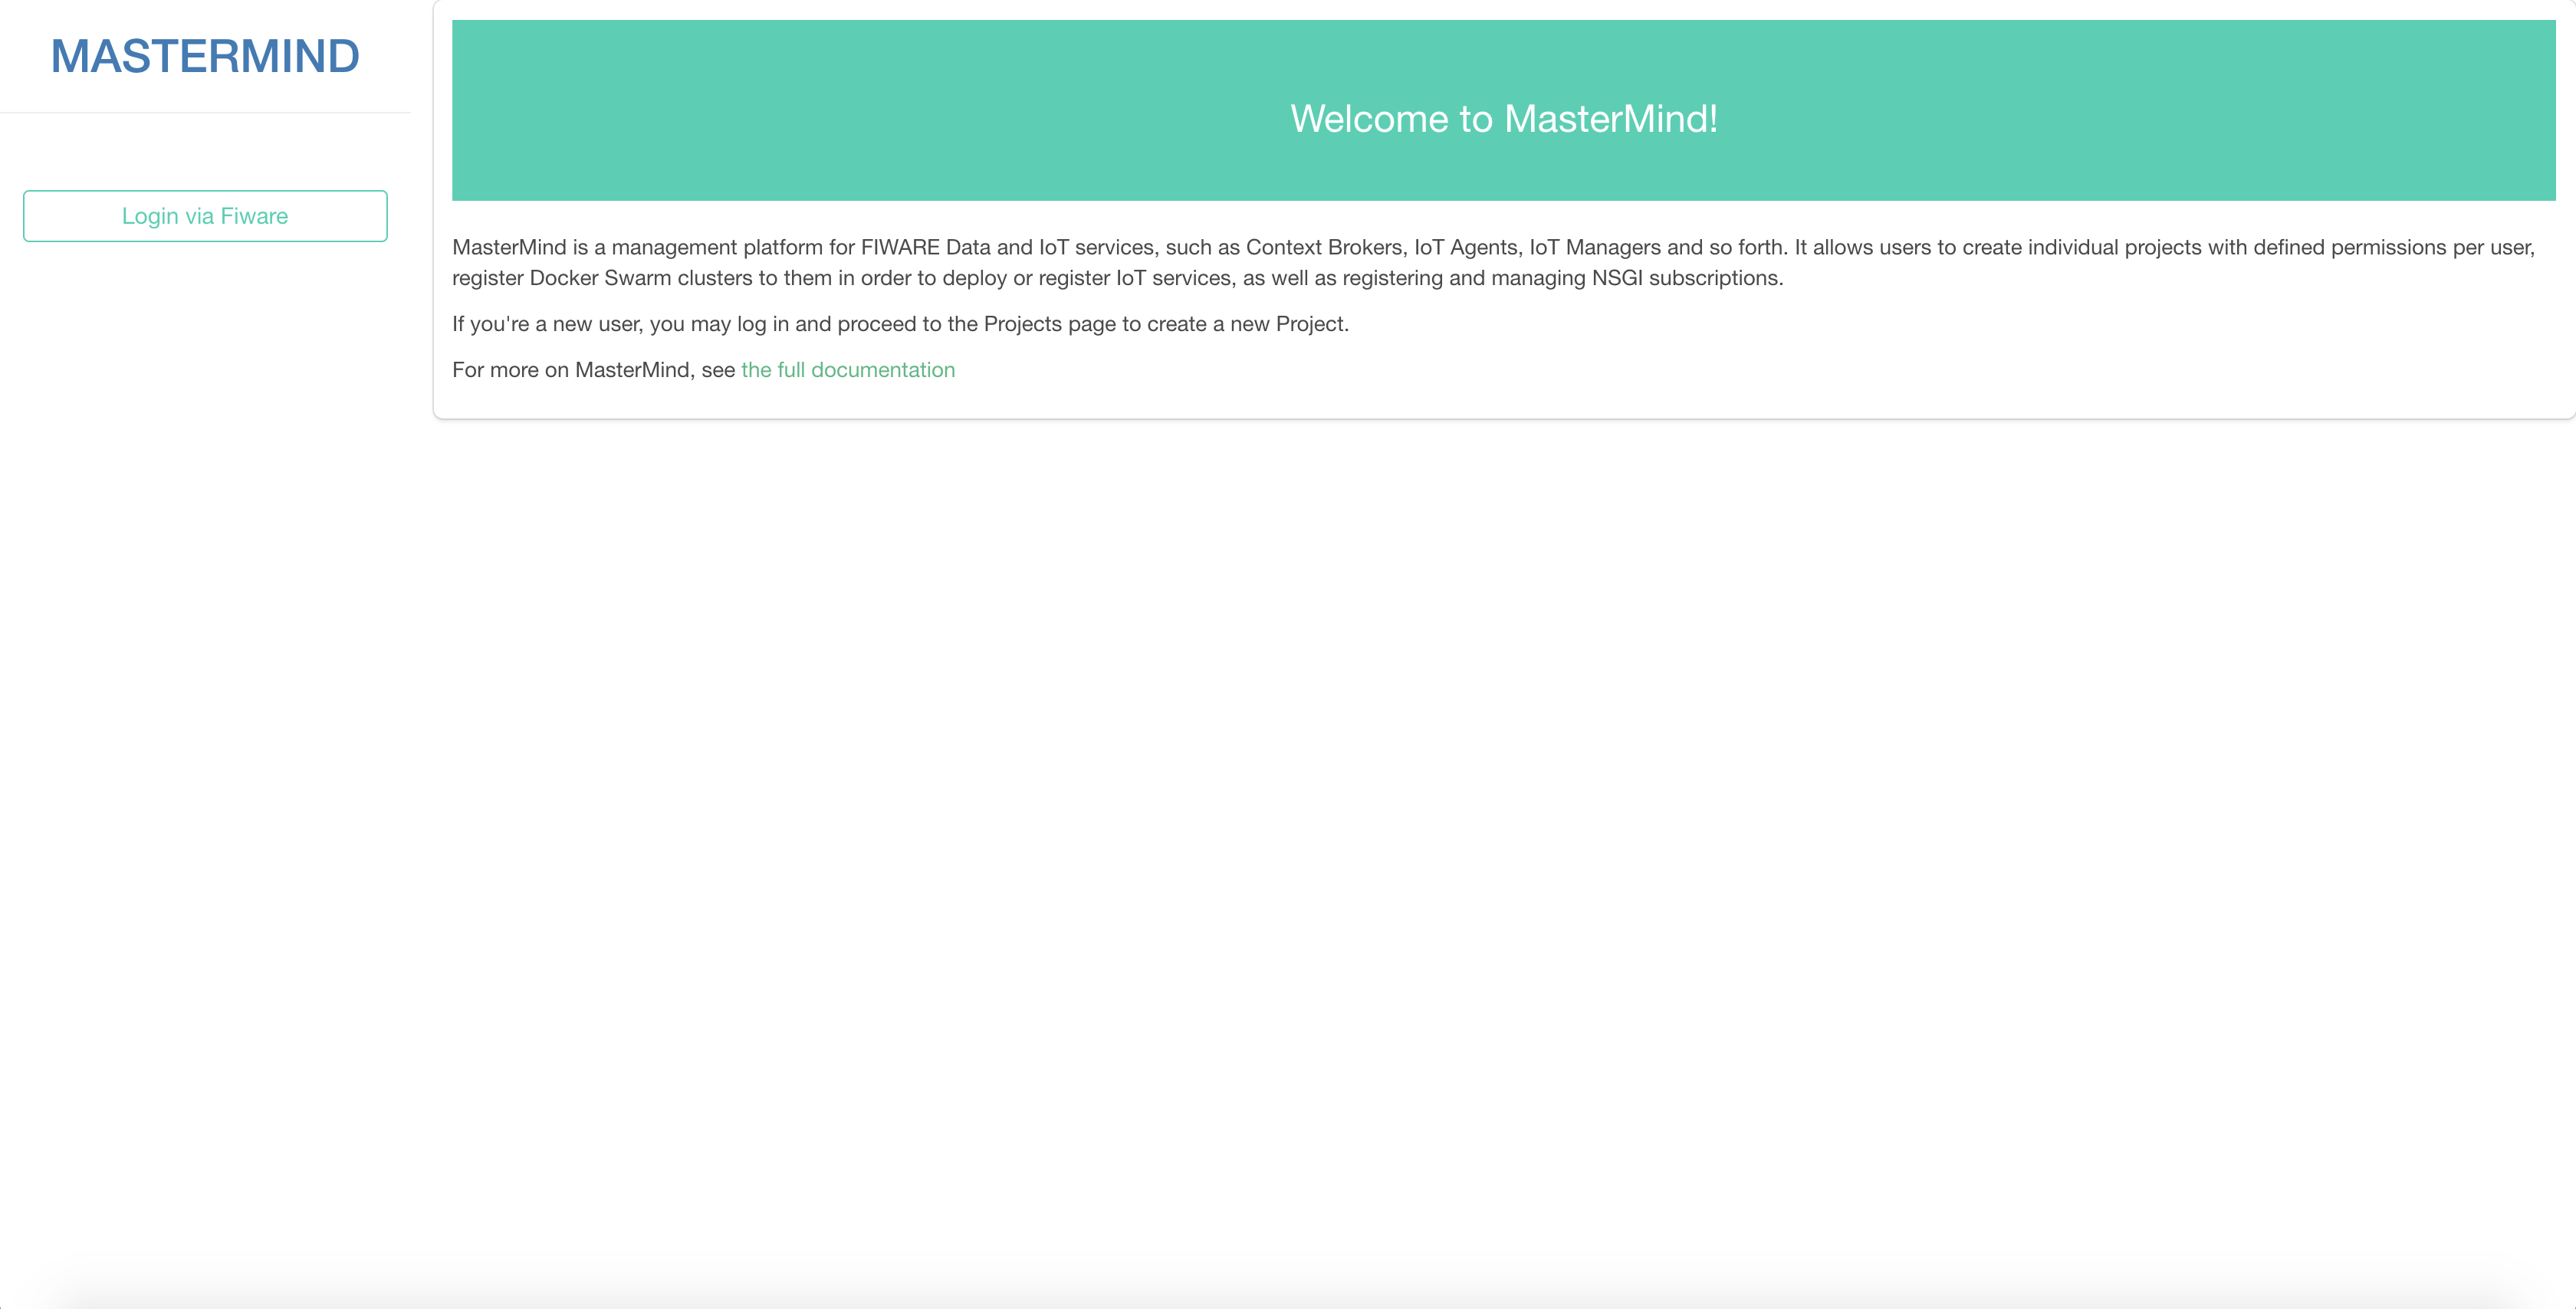 MASTERMIND
Login via Fiware
Welcome to MasterMind!
MasterMind is a management platform for FIWARE Data and IoT services, such as Context Brokers, IoT Agents, IoT Managers and so forth. It allows users to create individual projects with defined permissions per user,
register Docker Swarm clusters to them in order to deploy or register IoT services, as well as registering and managing NSGI subscriptions.
If you're a new user, you may log in and proceed to the Projects page to create a new Project.
For more on MasterMind, see the full documentation